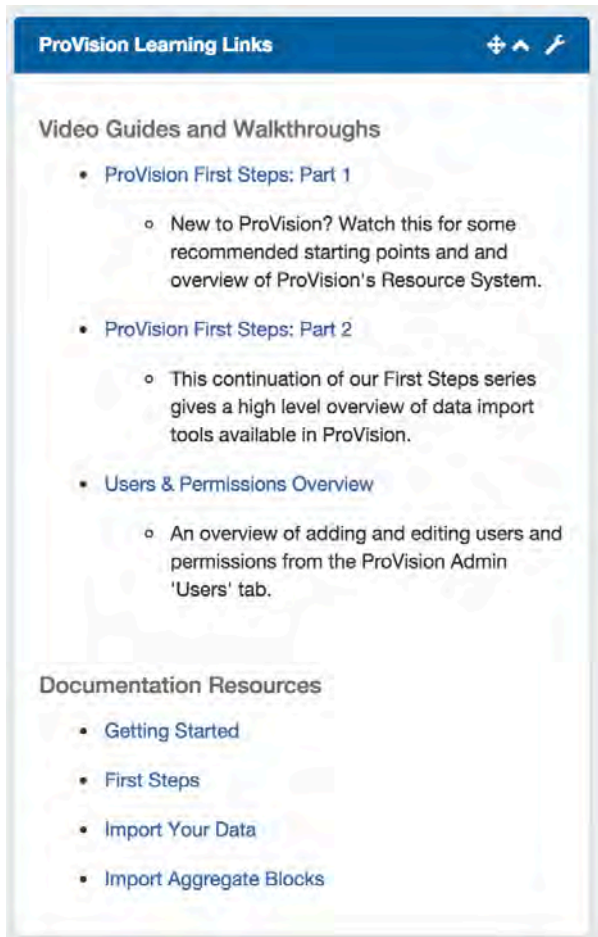 ProVision Learning Links
Video Guides and Walkthroughs
• ProVision First Steps: Part 1
◦ New to ProVision? Watch this for some
recommended starting points and and
overview of ProVision's Resource System.
• ProVision First Steps: Part 2
◦ This continuation of our First Steps series
gives a high level overview of data import
tools available in ProVision.
• Users & Permissions Overview
◦ An overview of adding and editing users and
permissions from the ProVision Admin
'Users' tab.
Documentation Resources
• Getting Started
• First Steps
• Import Your Data
• Import Aggregate Blocks